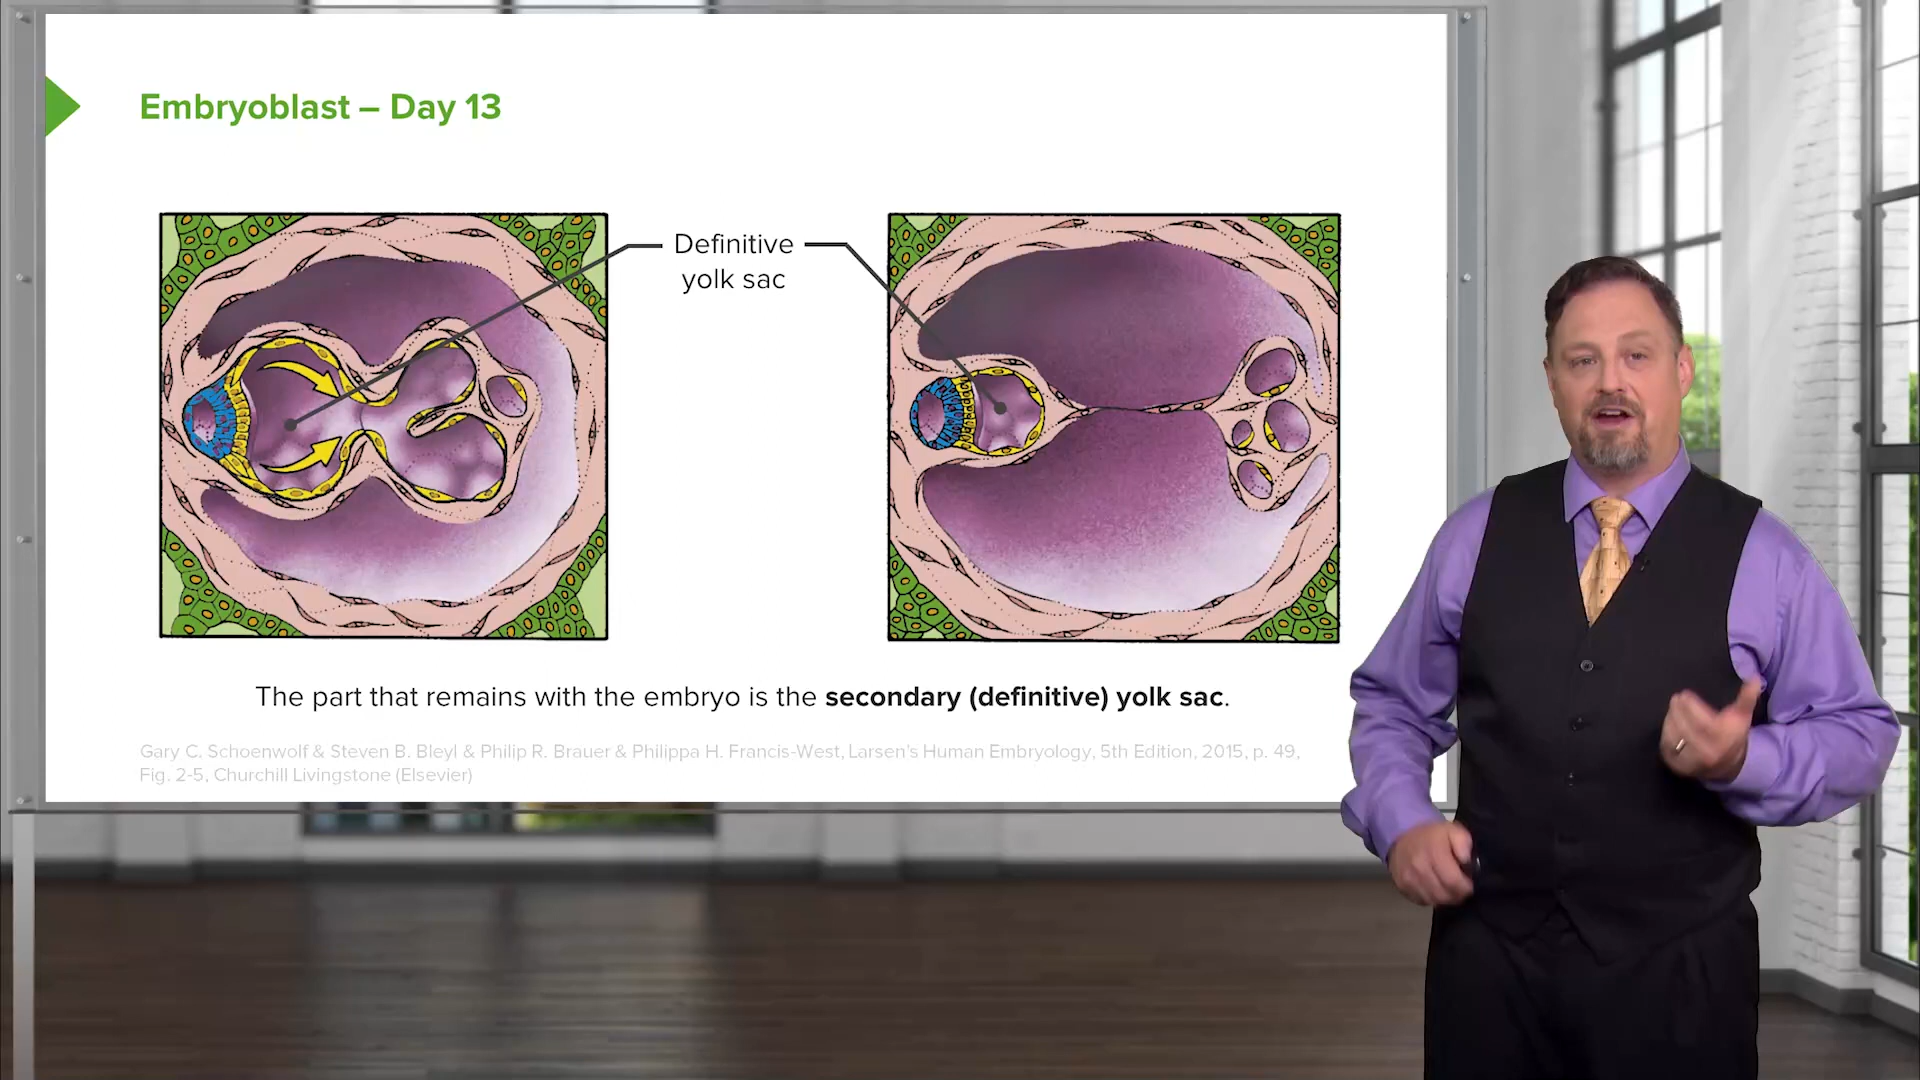 Embryoblast – Day 13
Definitive
yolk sac
The part that remains with the embryo is the secondary (definitive) yolk sac.
Gary C. Schoenwolf & Steven B. Bleyl & Philip R. Brauer & Philippa H. Francis-West, Larsen's Human Embryology, 5th Edition, 2015, p. 49,
Fig. 2-5, Churchill Livingstone (Elsevier)